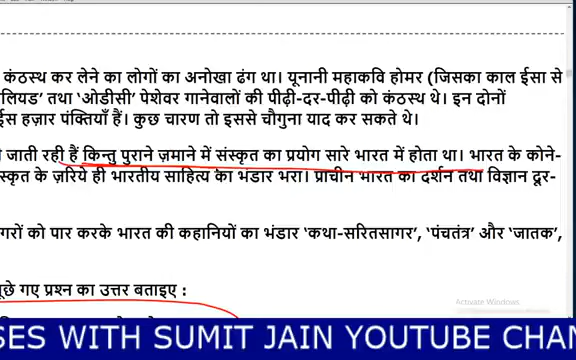 कंठस्थ कर लेने का लोगों का अनोखा ढंग था। यूनानी महाकवि होमर (जिसका काल ईसा से
लियड’ तथा ‘ओडीसी’ पेशेवर गानेवालों की पीढ़ी-दर-पीढ़ी को कंठस्थ थे। इन दोनों
ईस हज़ार पंक्तियाँ हैं। कुछ चारण तो इससे चौगुना याद कर सकते थे।
जाती रही हैं किन्तु पुराने ज़माने में संस्कृत का प्रयोग सारे भारत में होता था। भारत के कोने-
स्कृत के ज़रिये ही भारतीय साहित्य का भंडार भरा। प्राचीन भारत का दर्शन तथा विज्ञान दूर-
गरों को पार करके भारत की कहानियों का भंडार ‘कथा-सरितसागर’, ‘पंचतंत्र’ और ‘जातक’,
पूछे गए प्रश्न का उत्तर बताइए :
Activate Windows
SES WITH SUMIT JAIN YOUTUBE CHAN